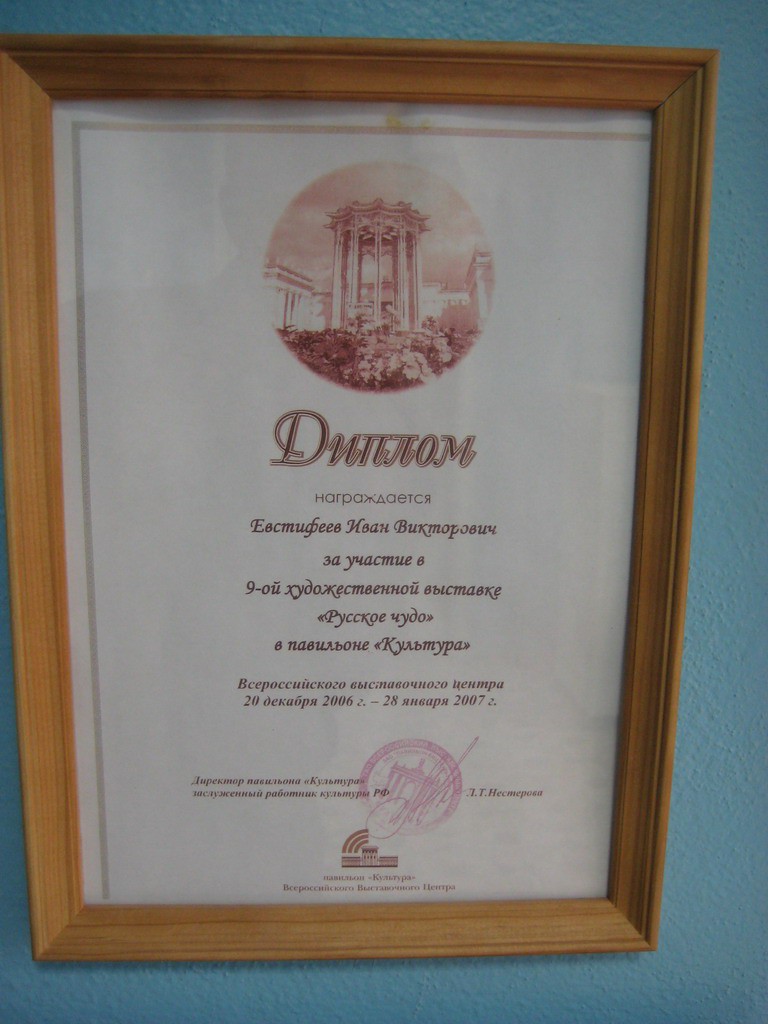 Диплом
награждается
Евстифеев Иван Викторович
за участие в
9-ой художественной выставке
«Русское чудо»
в павильоне «Культура»
Всероссийского выставочного центра
20 декабря 2006 г. – 28 января 2007 г.
Директор павильона «Культура»
заслуженный работник культуры РФ Л.Т.Нестерова
павильон «Культура»
Всероссийского Выставочного Центра